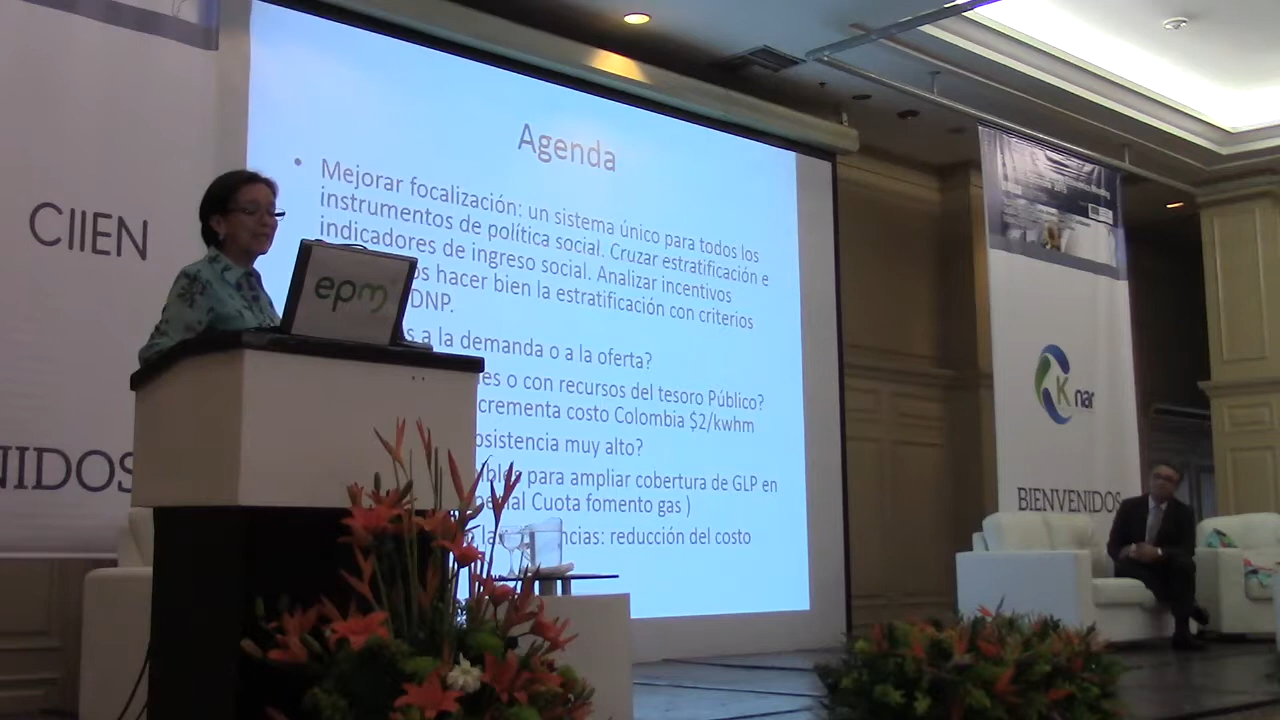 Agenda
• Mejorar focalización: un sistema único para todos los
instrumentos de política social. Cruzar estratificación e
indicadores de ingreso social. Analizar incentivos
hacer bien la estratificación con criterios
DNP.
a la demanda o a la oferta?
o con recursos del tesoro Público?
crementa costo Colombia $2/kwhm
muy alto?
para ampliar cobertura de GLP en
Cuota fomento gas )
reducción del costo
CIIEN
NIDOS
epm
K nar
BIENVENIDOS